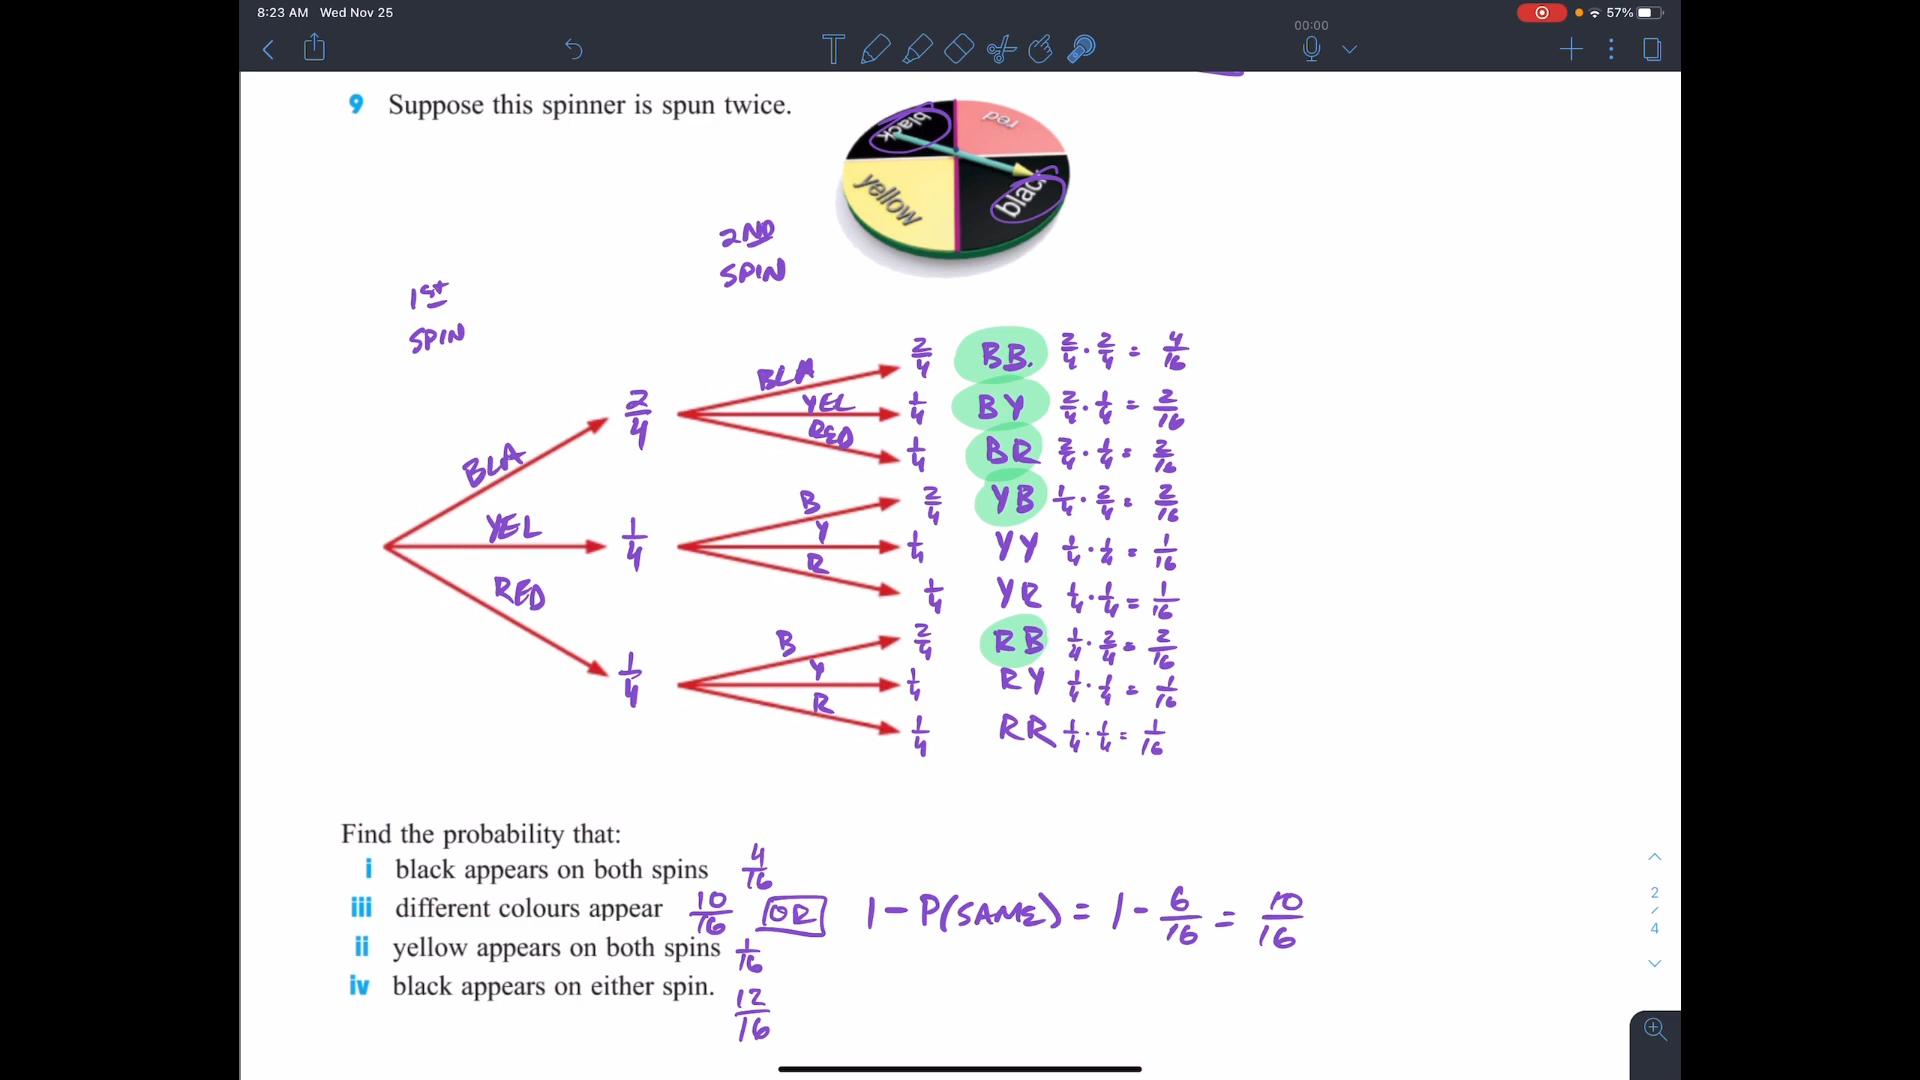 8:23 AM Wed Nov 25
57%
00:00
T
9 Suppose this spinner is spun twice.
black
red
yellow
black
2ND
SPIN
1st
SPIN
BLA 2/4 BB. 2/4 · 2/4 = 4/16
YEL 1/4 BY 2/4 · 1/4 = 2/16
RED 1/4 BR 2/4 · 1/4 = 2/16
BLA 2/4
B 2/4 YB 1/4 · 2/4 = 2/16
YEL 1/4 Y 1/4 YY 1/4 · 1/4 = 1/16
R 1/4 YR 1/4 · 1/4 = 1/16
RED 1/4
B 2/4 RB 1/4 · 2/4 = 2/16
Y 1/4 RY 1/4 · 1/4 = 1/16
R 1/4 RR 1/4 · 1/4 = 1/16
Find the probability that:
i black appears on both spins 4/16
iii different colours appear 10/16 OR 1 - P(SAME) = 1 - 6/16 = 10/16
ii yellow appears on both spins 1/16
iv black appears on either spin. 12/16
2/4